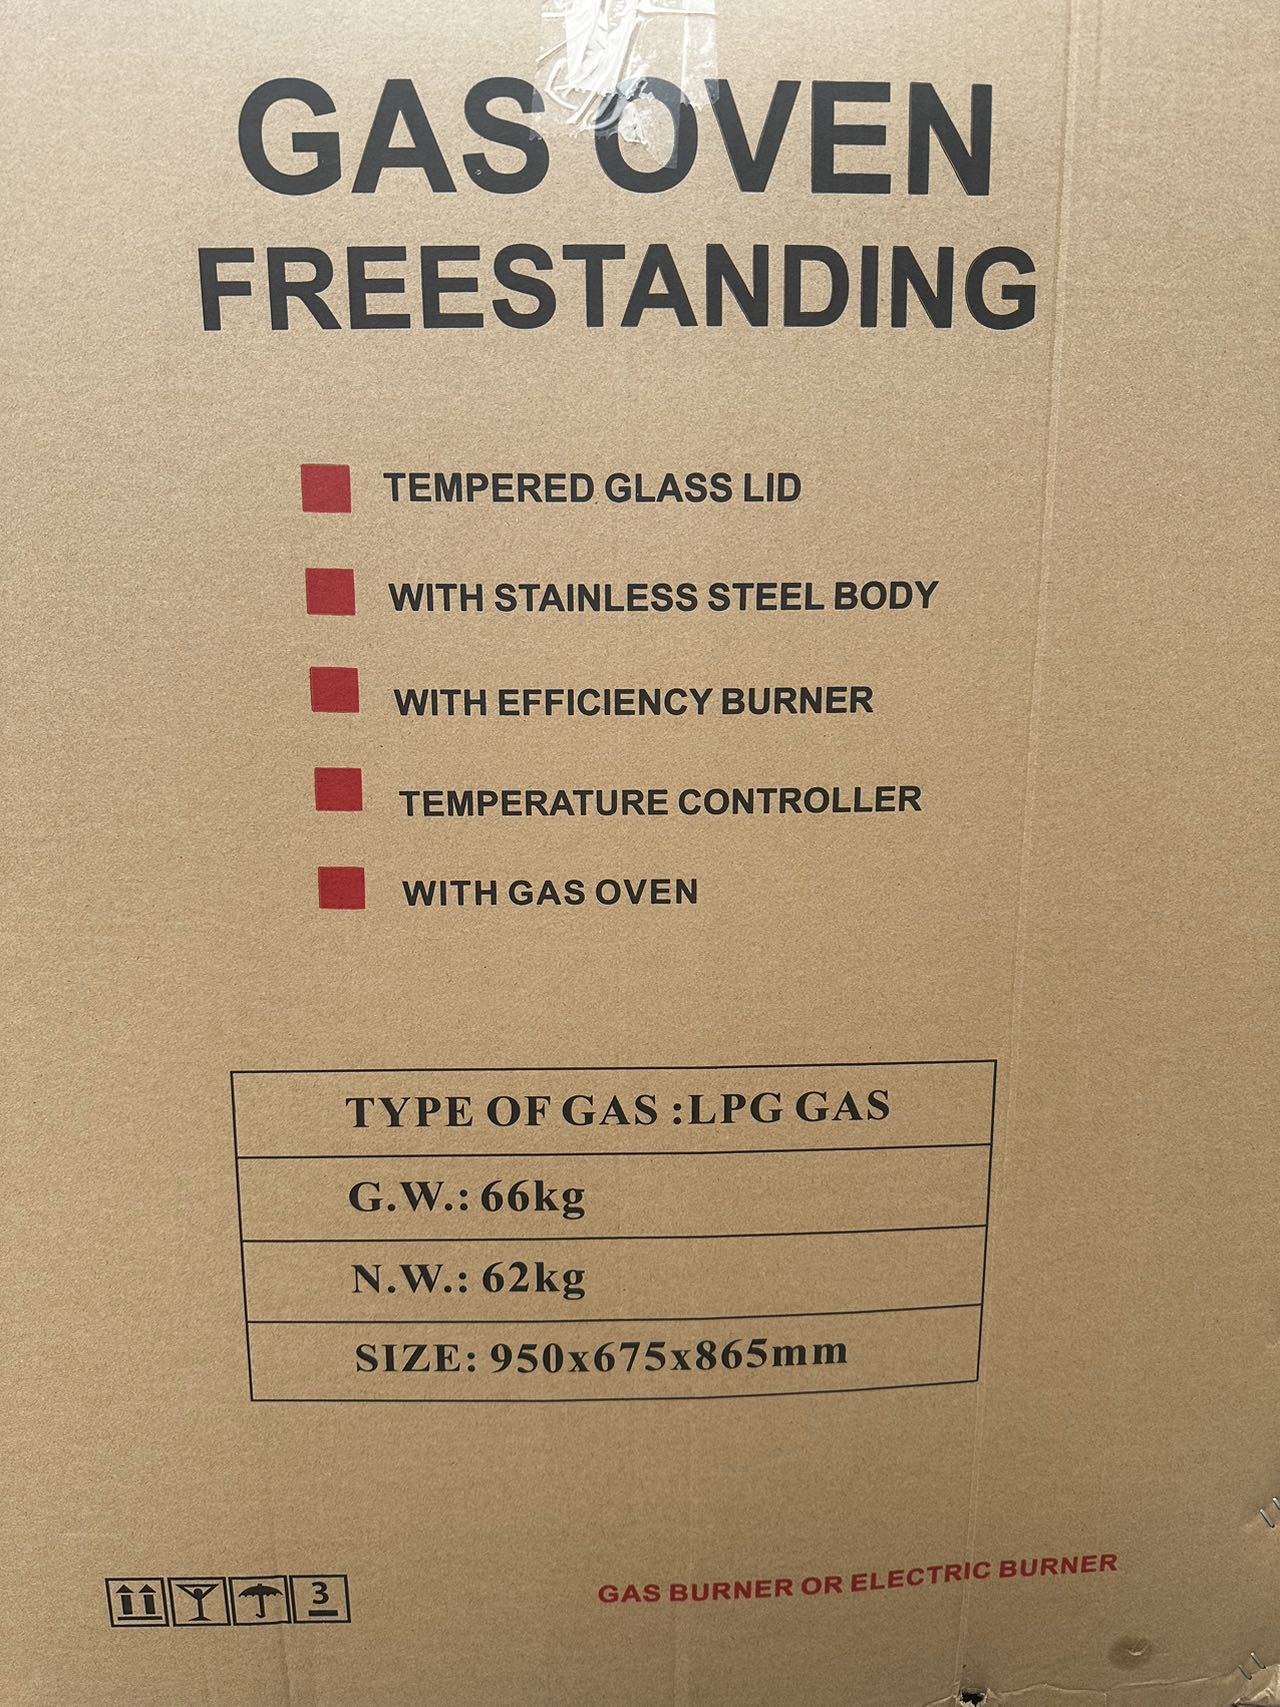 GAS OVEN
FREESTANDING
TEMPERED GLASS LID
WITH STAINLESS STEEL BODY
WITH EFFICIENCY BURNER
TEMPERATURE CONTROLLER
WITH GAS OVEN
TYPE OF GAS :LPG GAS
G.W.: 66kg
N.W.: 62kg
SIZE: 950x675x865mm
3
GAS BURNER OR ELECTRIC BURNER